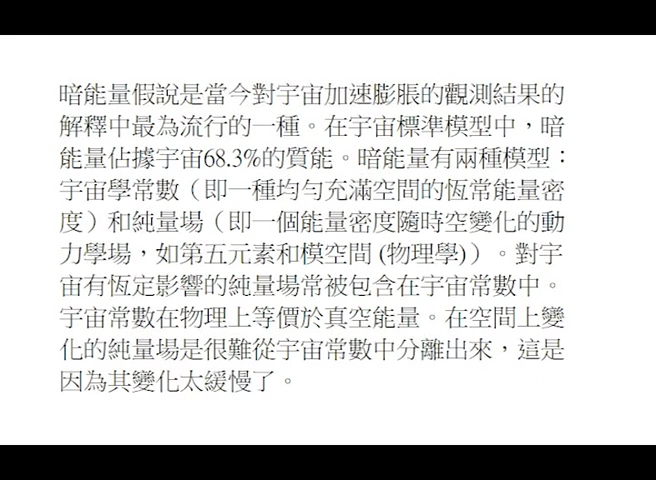 暗能量假說是當今對宇宙加速膨脹的觀測結果的
解釋中最為流行的一種。在宇宙標準模型中，暗
能量佔據宇宙68.3%的質能。暗能量有兩種模型：
宇宙學常數（即一種均勻充滿空間的恆常能量密
度）和純量場（即一個能量密度隨時空變化的動
力學場，如第五元素和模空間 (物理學)）。對宇
宙有恆定影響的純量場常被包含在宇宙常數中。
宇宙常數在物理上等價於真空能量。在空間上變
化的純量場是很難從宇宙常數中分離出來，這是
因為其變化太緩慢了。